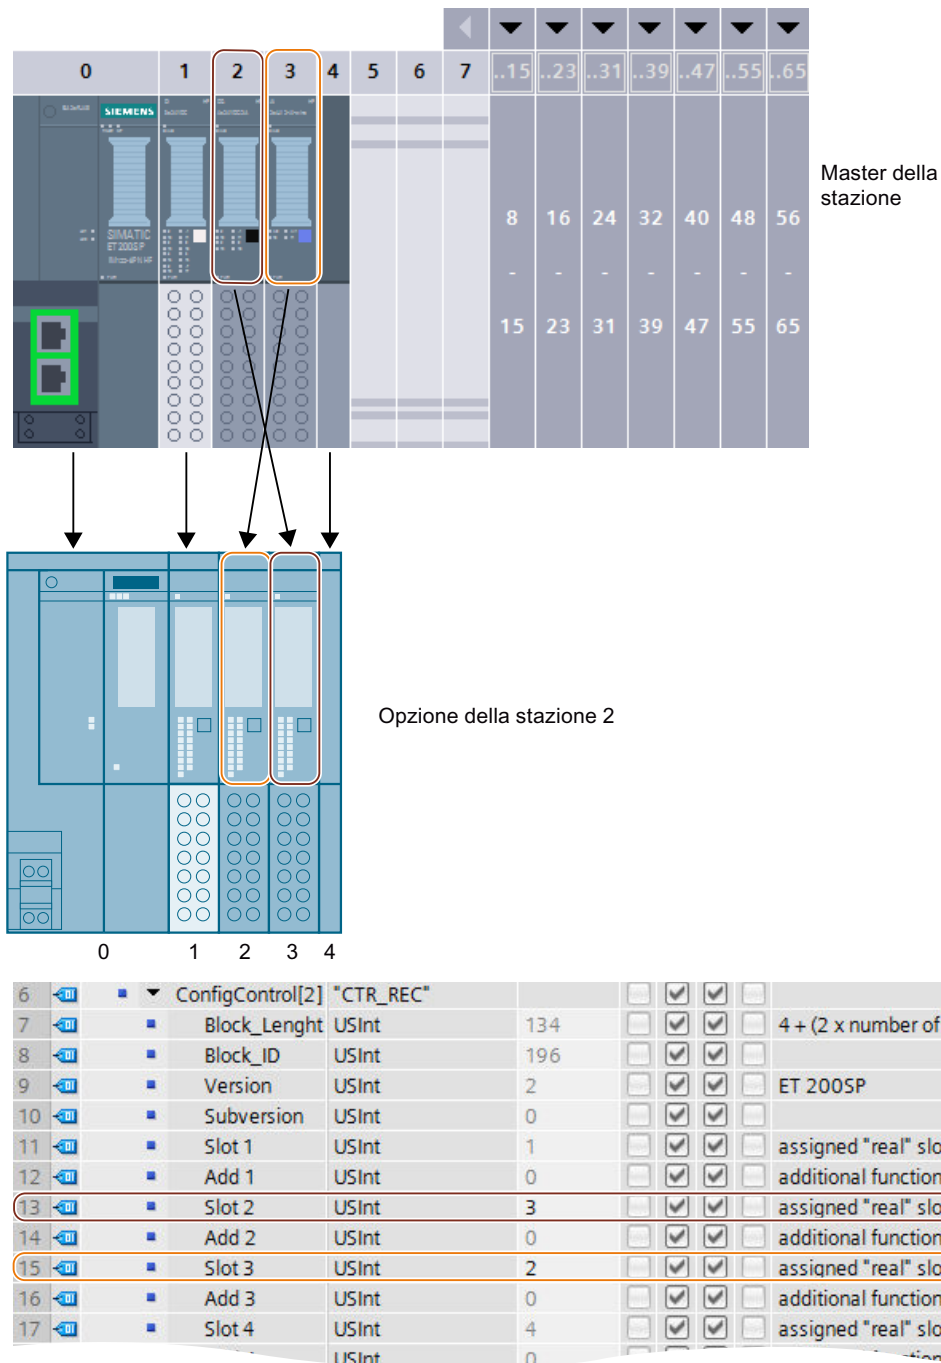 ..15 ..23 ..31 ..39 ..47 ..55 ..65
0 1 2 3 4 5 6 7
SIEMENS
SIMATIC
ET 200SP
Master della
stazione
8 16 24 32 40 48 56
- - - - - - -
15 23 31 39 47 55 65
Opzione della stazione 2
0 1 2 3 4
6 ConfigControl[2] "CTR_REC"
7 Block_Lenght USInt 134 4 + (2 x number of
8 Block_ID USInt 196
9 Version USInt 2 ET 200SP
10 Subversion USInt 0
11 Slot 1 USInt 1 assigned "real" slo
12 Add 1 USInt 0 additional function
13 Slot 2 USInt 3 assigned "real" slo
14 Add 2 USInt 0 additional function
15 Slot 3 USInt 2 assigned "real" slo
16 Add 3 USInt 0 additional function
17 Slot 4 USInt 4 assigned "real" slo
USInt 0